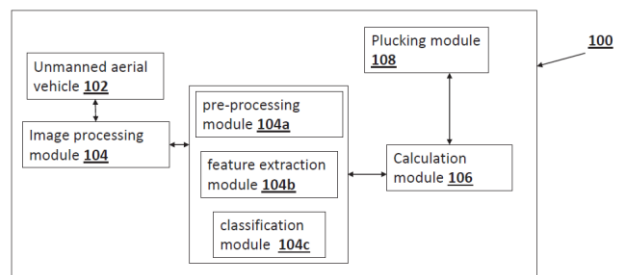 Unmanned aerial
vehicle 102
Image processing
module 104
pre-processing
module 104a
feature extraction
module 104b
classification
module 104c
Plucking module
108
Calculation
module 106
100